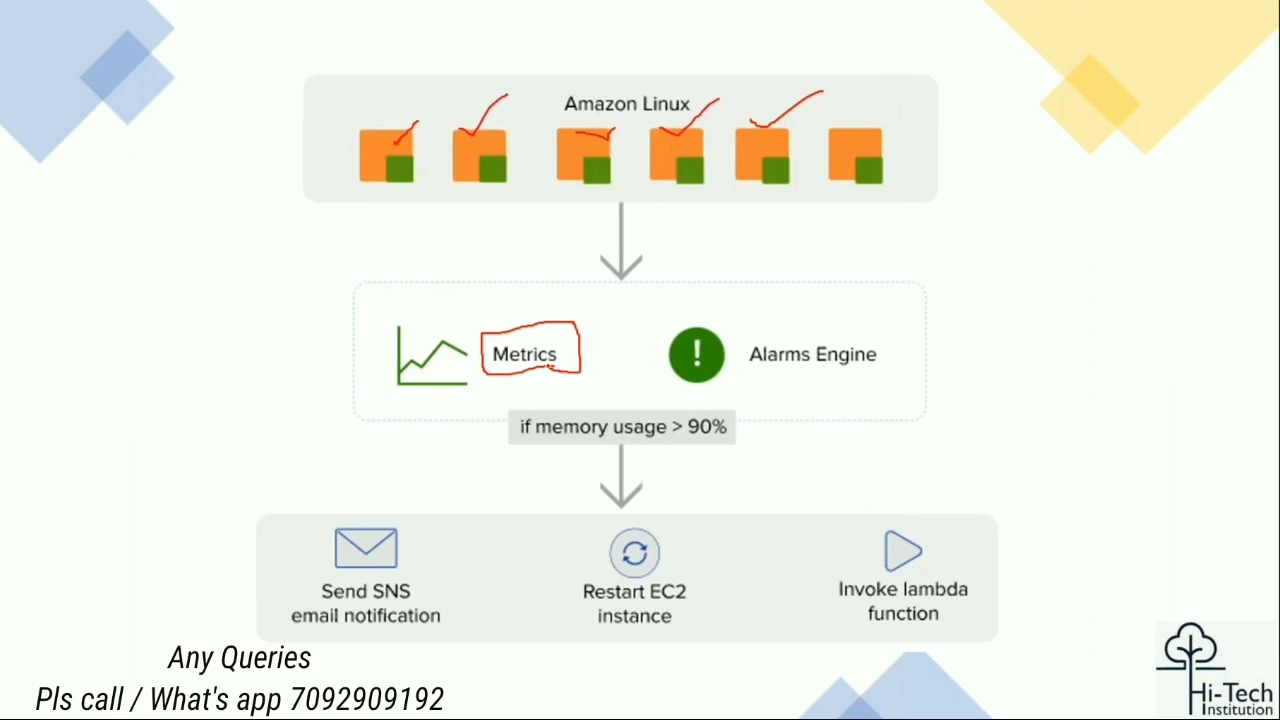 Amazon Linux
Metrics
Alarms Engine
if memory usage > 90%
Send SNS
email notification
Restart EC2
instance
Invoke lambda
function
Any Queries
Pls call / What's app 7092909192
Hi-Tech
Institution